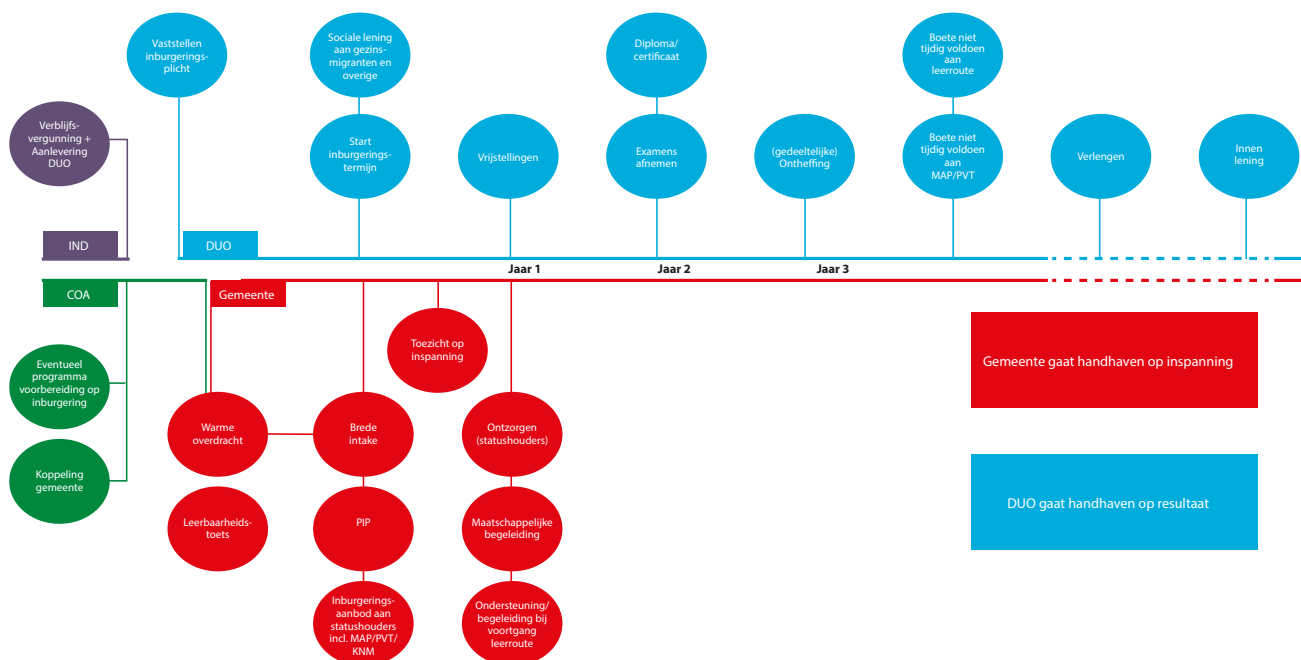 Vaststellen
inburgerings-
plicht
Sociale lening
aan gezins-
migranten en
overige
Diploma/
certificaat
Boete niet
tijdig voldoen
aan
leerroute
Verblijfs-
vergunning +
Aanlevering
DUO
Start
inburgerings-
termijn
Vrijstellingen
Examens
afnemen
(gedeeltelijke)
Ontheffing
Boete niet
tijdig voldoen
aan
MAP/PVT
Verlengen
Innen
lening
IND
DUO
Jaar 1
Jaar 2
Jaar 3
COA
Gemeente
Toezicht op
inspanning
Eventueel
programma
voorbereiding op
inburgering
Gemeente gaat handhaven op inspanning
Warme
overdracht
Brede
intake
Ontzorgen
(statushouders)
Koppeling
gemeente
Leerbaarheids-
toets
PIP
Maatschappelijke
begeleiding
DUO gaat handhaven op resultaat
Inburgerings-
aanbod aan
statushouders
incl. MAP/PVT/
KNM
Ondersteuning/
begeleiding bij
voortgang
leerroute